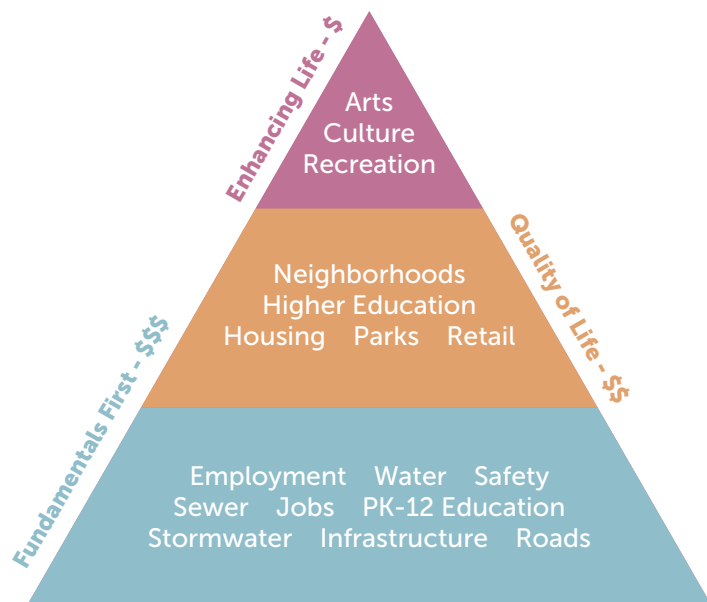 Enhancing Life - $
Arts
Culture
Recreation
Quality of Life - $$
Neighborhoods
Higher Education
Housing Parks Retail
Fundamentals First - $$$
Employment Water Safety
Sewer Jobs PK-12 Education
Stormwater Infrastructure Roads